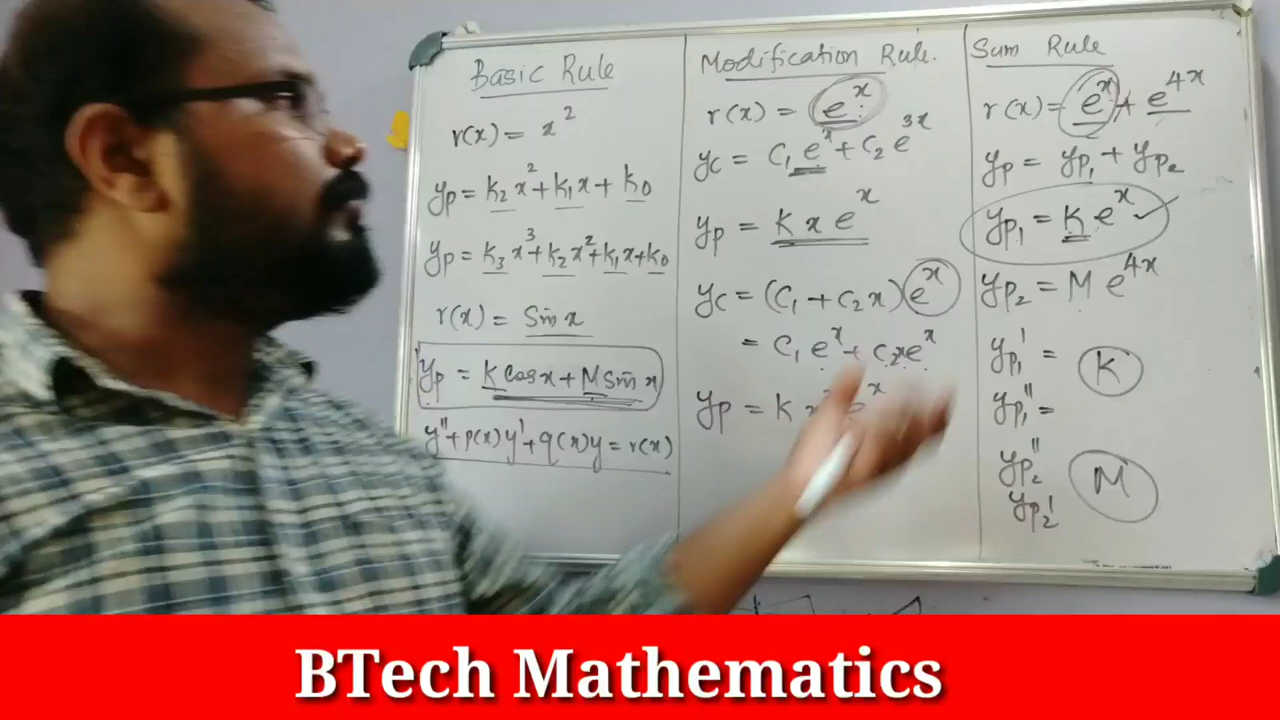 Basic Rule
r(x) = x²
yp = k₂x² + k₁x + k₀
yp = k₃x³ + k₂x² + k₁x + k₀
r(x) = Sin x
yp = K cos x + M sin x
y'' + p(x)y' + q(x)y = r(x)
Modification Rule.
r(x) = eˣ
yc = C₁eˣ + C₂e³ˣ
yp = K x eˣ
yc = (C₁ + C₂x) eˣ
= C₁eˣ + C₂xeˣ
yp = K
Sum Rule
r(x) = eˣ + e⁴ˣ
yp = yp₁ + yp₂
yp₁ = K eˣ ✓
yp₂ = M e⁴ˣ
yp₁' = K
yp₁'' =
yp₂'' M
yp₂'
BTech Mathematics